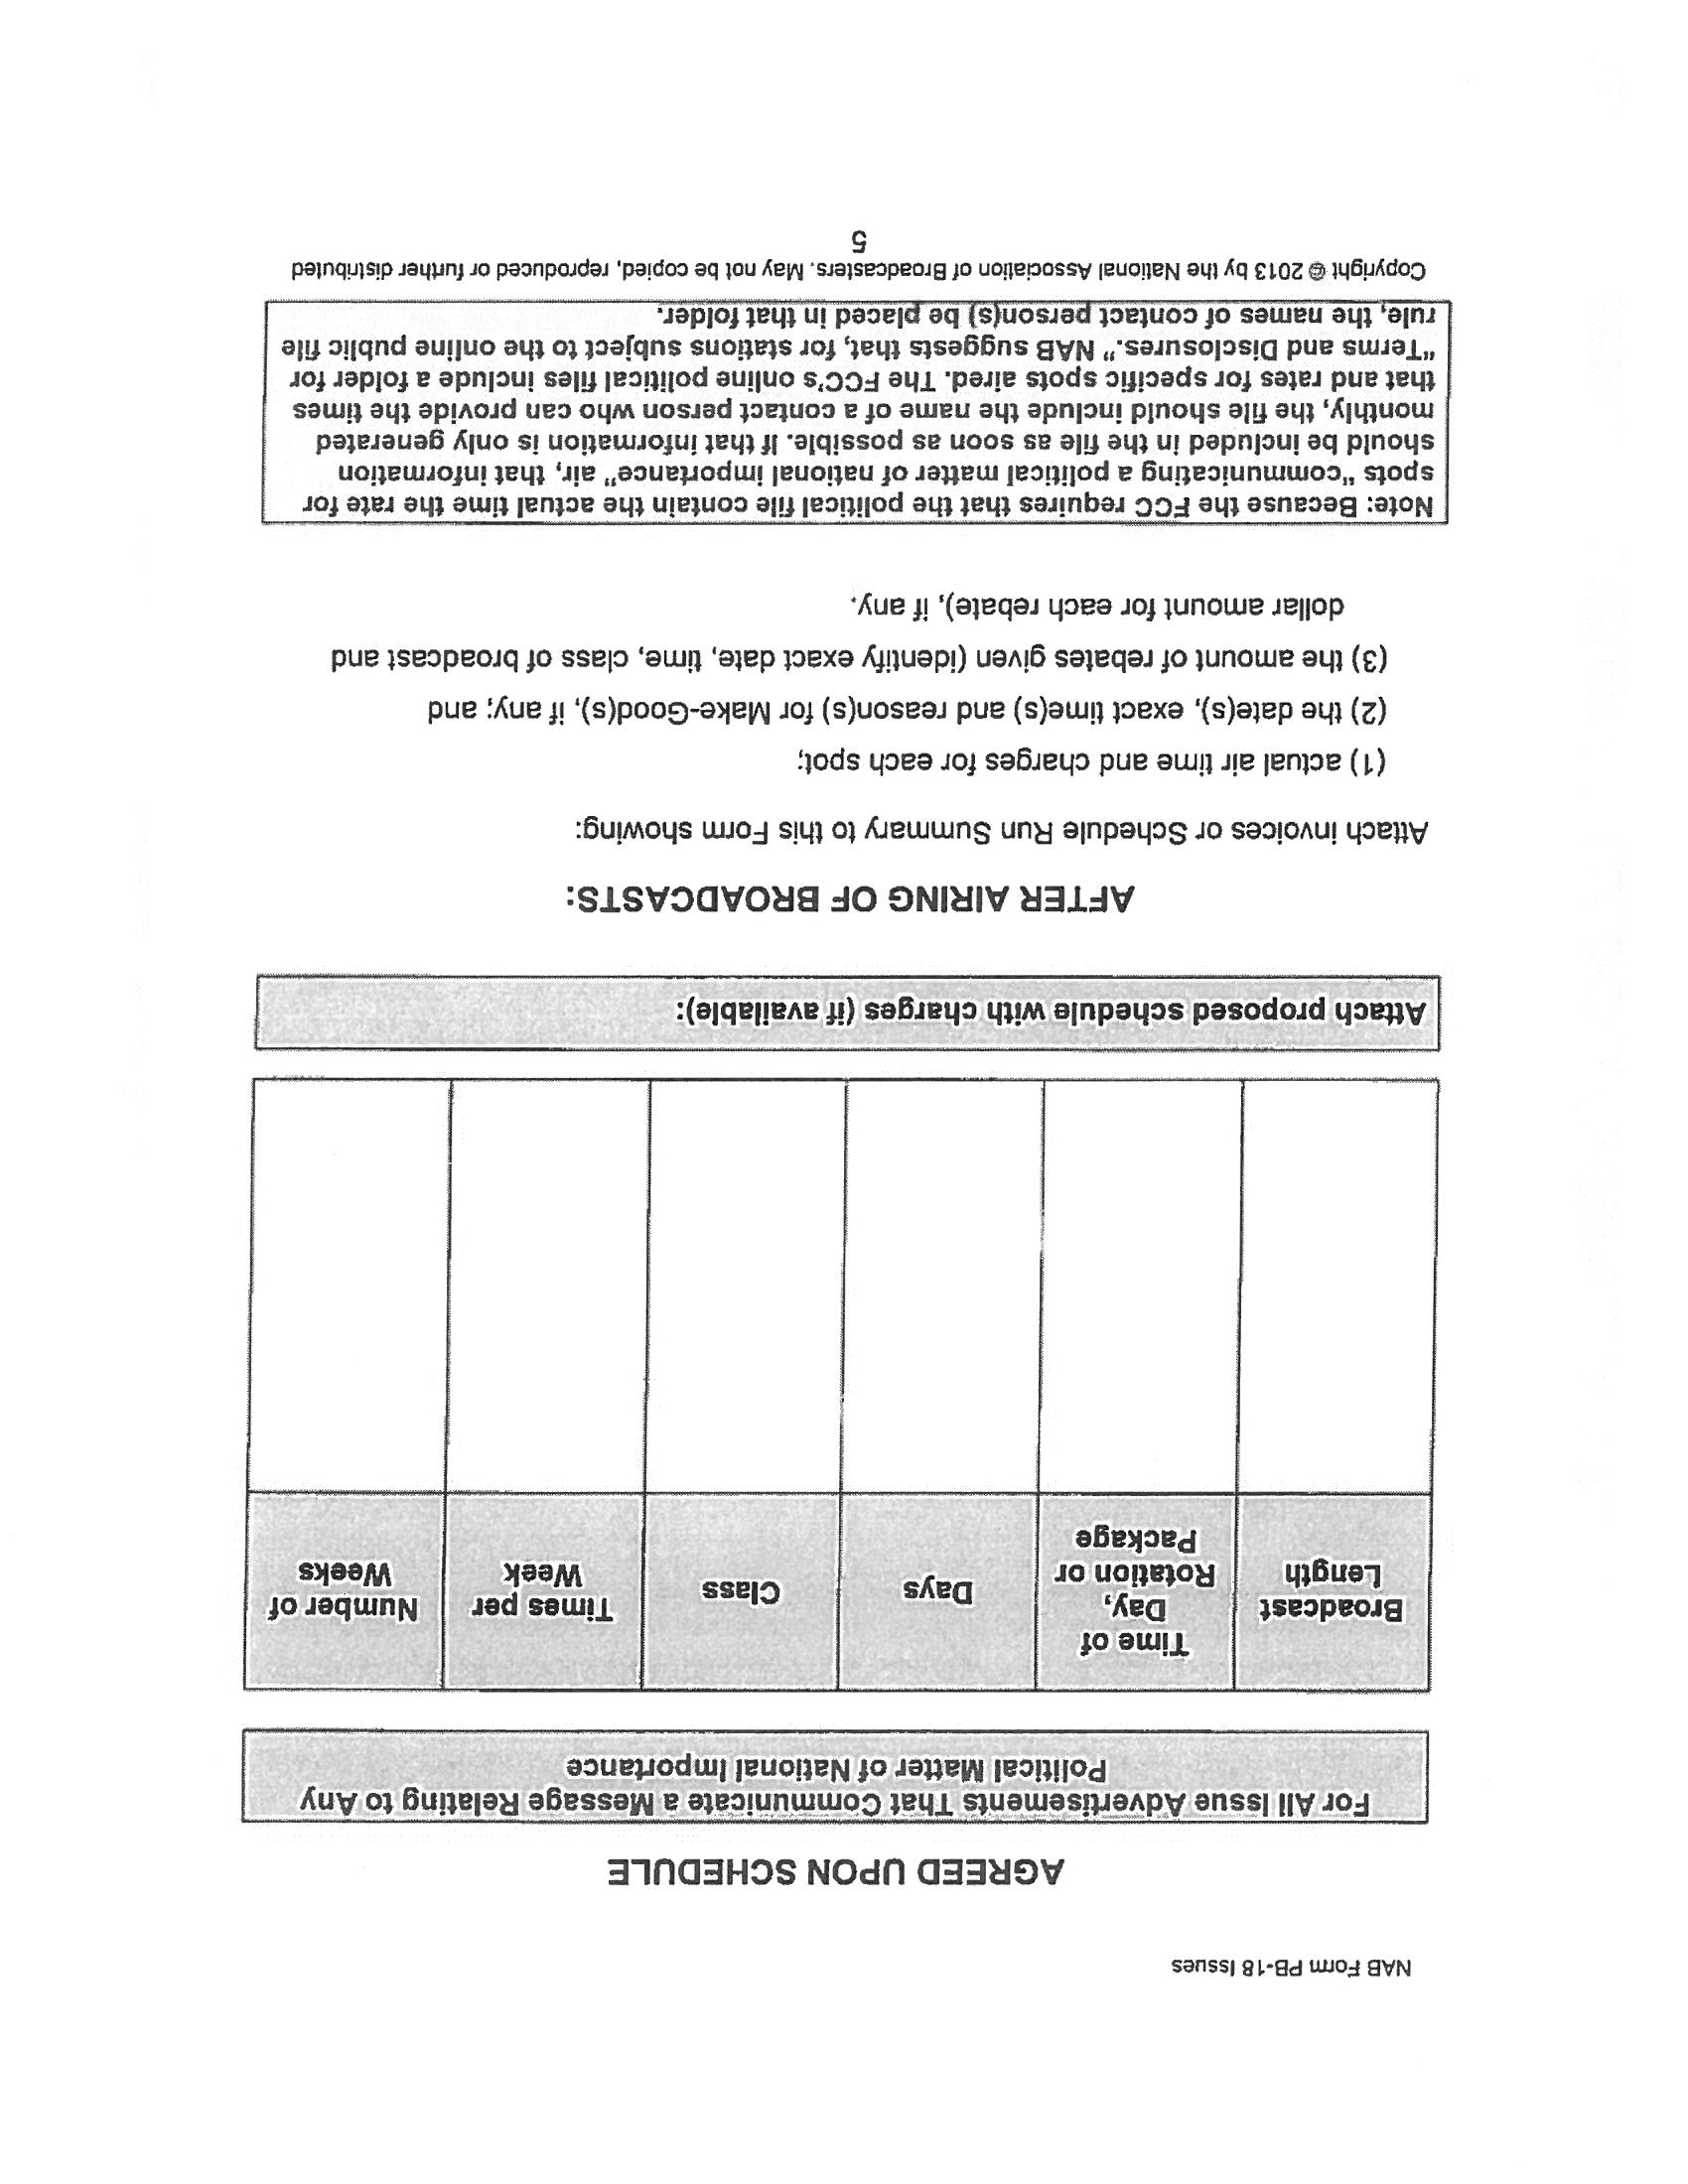 NAB Form PB-18 Issues
AGREED UPON SCHEDULE
For All Issue Advertisements That Communicate a Message Relating to Any
Political Matter of National Importance
Broadcast
Length
Time of
Day,
Rotation or
Package
Days
Class
Times per
Week
Number of
Weeks
Attach proposed schedule with charges (if available):
AFTER AIRING OF BROADCASTS:
Attach invoices or Schedule Run Summary to this Form showing:
(1) actual air time and charges for each spot;
(2) the date(s), exact time(s) and reason(s) for Make-Good(s), if any; and
(3) the amount of rebates given (identify exact date, time, class of broadcast and
dollar amount for each rebate), if any.
Note: Because the FCC requires that the political file contain the actual time the rate for
spots "communicating a political matter of national importance" air, that information
should be included in the file as soon as possible. If that information is only generated
monthly, the file should include the name of a contact person who can provide the times
that and rates for specific spots aired. The FCC's online political files include a folder for
"Terms and Disclosures." NAB suggests that, for stations subject to the online public file
rule, the names of contact person(s) be placed in that folder.
Copyright © 2013 by the National Association of Broadcasters. May not be copied, reproduced or further distributed
5